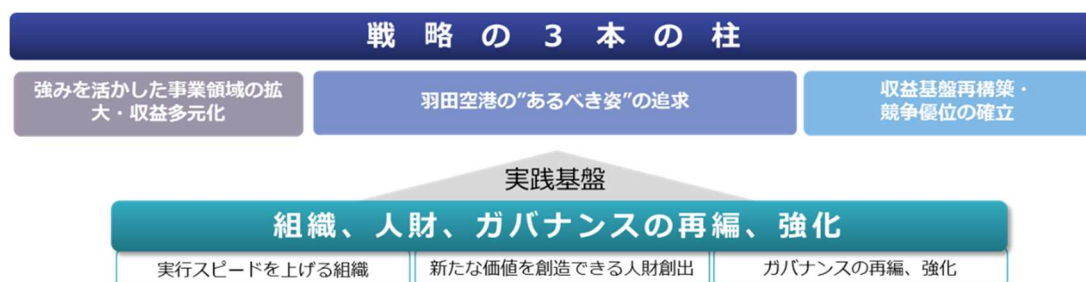 戦略の3本の柱
強みを活かした事業領域の拡
大・収益多元化
羽田空港の”あるべき姿”の追求
収益基盤再構築・
競争優位の確立
実践基盤
組織、人財、ガバナンスの再編、強化
実行スピードを上げる組織
新たな価値を創造できる人財創出
ガバナンスの再編、強化